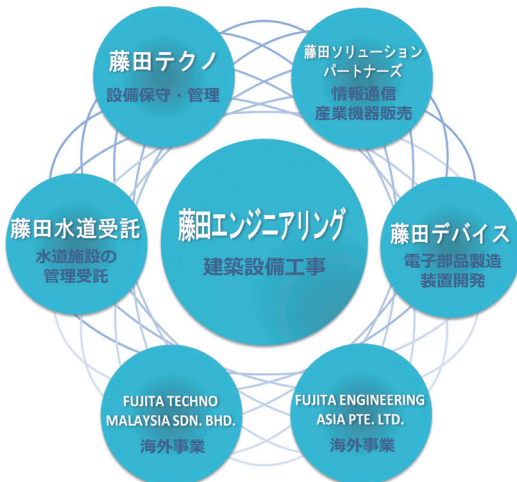 藤田テクノ
設備保守・管理
藤田ソリューション
パートナーズ
情報通信
産業機器販売
藤田水道受託
水道施設の
管理受託
藤田エンジニアリング
建築設備工事
藤田デバイス
電子部品製造
装置開発
FUJITA TECHNO
MALAYSIA SDN. BHD.
海外事業
FUJITA ENGINEERING
ASIA PTE. LTD.
海外事業